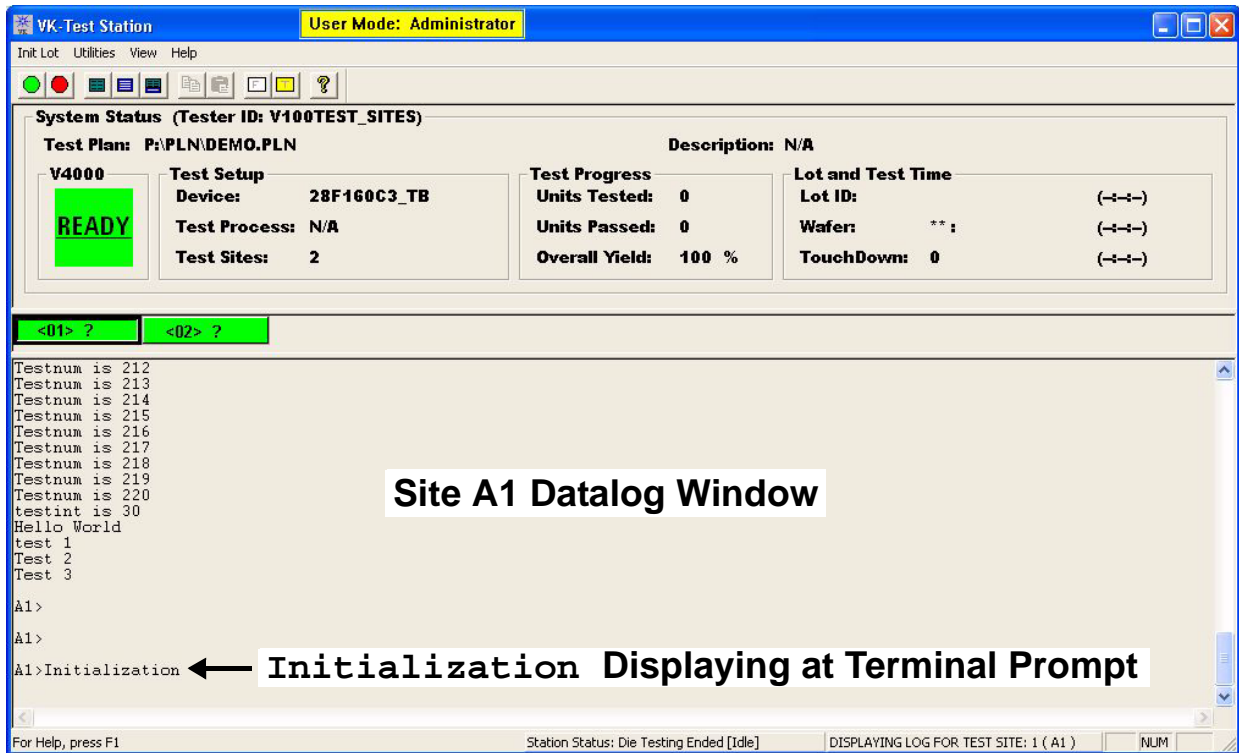 VK-Test Station
User Mode: Administrator
Init Lot Utilities View Help
F T ?
System Status (Tester ID: V100TEST_SITES)
Test Plan: P:\PLN\DEMO.PLN Description: N/A
V4000 Test Setup Test Progress Lot and Test Time
Device: 28F160C3_TB Units Tested: 0 Lot ID: (--:--:--)
READY Test Process: N/A Units Passed: 0 Wafer: **: (--:--:--)
Test Sites: 2 Overall Yield: 100 % TouchDown: 0 (--:--:--)
<01> ? <02> ?
Testnum is 212
Testnum is 213
Testnum is 214
Testnum is 215
Testnum is 216
Testnum is 217
Testnum is 218
Testnum is 219
Testnum is 220
testint is 30
Hello World
test 1
Test 2
Test 3
Site A1 Datalog Window
A1>
A1>
A1>Initialization
Initialization Displaying at Terminal Prompt
For Help, press F1 Station Status: Die Testing Ended [Idle] DISPLAYING LOG FOR TEST SITE: 1 ( A1 ) NUM